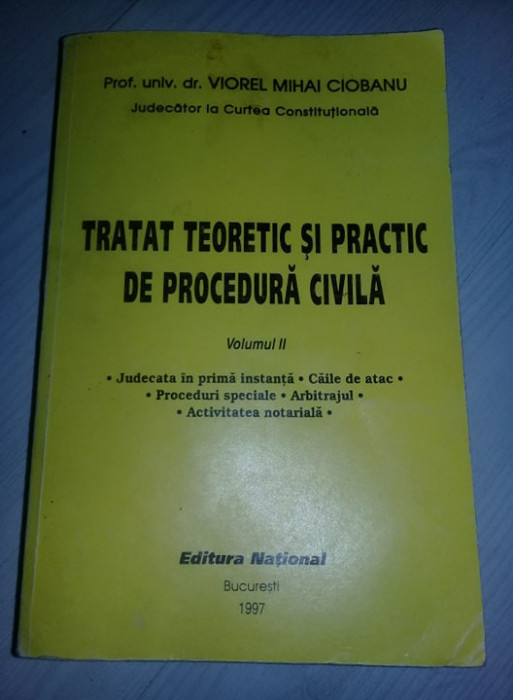 Prof. univ. dr. VIOREL MIHAI CIOBANU
Judecător la Curtea Constituțională
TRATAT TEORETIC ȘI PRACTIC
DE PROCEDURĂ CIVILĂ
Volumul II
• Judecata în primă instanță • Căile de atac •
• Proceduri speciale • Arbitrajul •
• Activitatea notarială •
Editura Național
București
1997